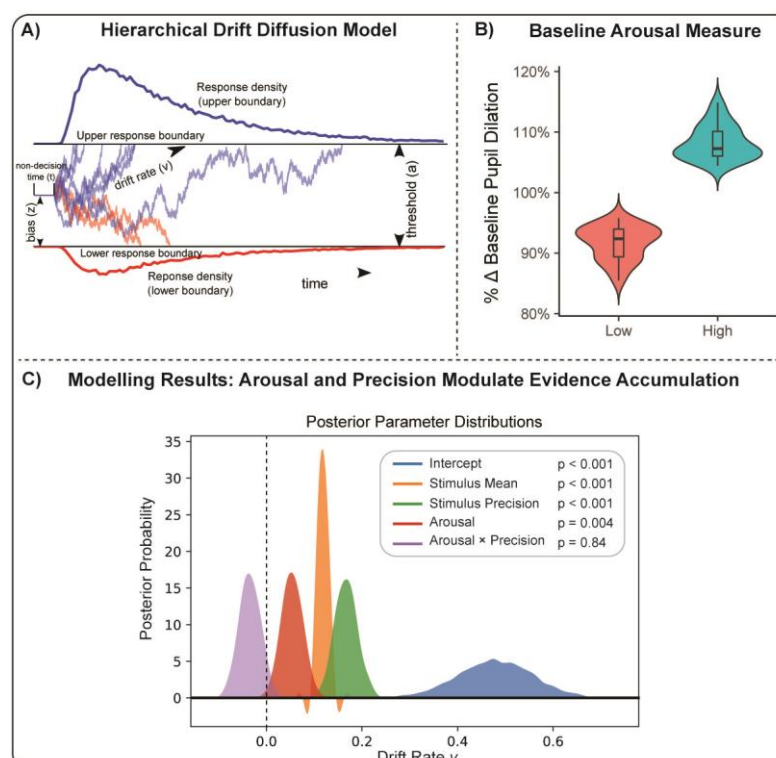 A) Hierarchical Drift Diffusion Model
Response density
(upper boundary)
Upper response boundary
non-decision
time (t)
drift rate (v)
bias (z)
threshold (a)
Lower response boundary
Reponse density
(lower boundary)
time
B) Baseline Arousal Measure
% Δ Baseline Pupil Dilation
120%
110%
100%
90%
80%
Low High
C) Modelling Results: Arousal and Precision Modulate Evidence Accumulation
Posterior Parameter Distributions
Posterior Probability
35
30
25
20
15
10
5
0
Intercept p < 0.001
Stimulus Mean p < 0.001
Stimulus Precision p < 0.001
Arousal p = 0.004
Arousal × Precision p = 0.84
0.0 0.2 0.4 0.6
Drift Rate v